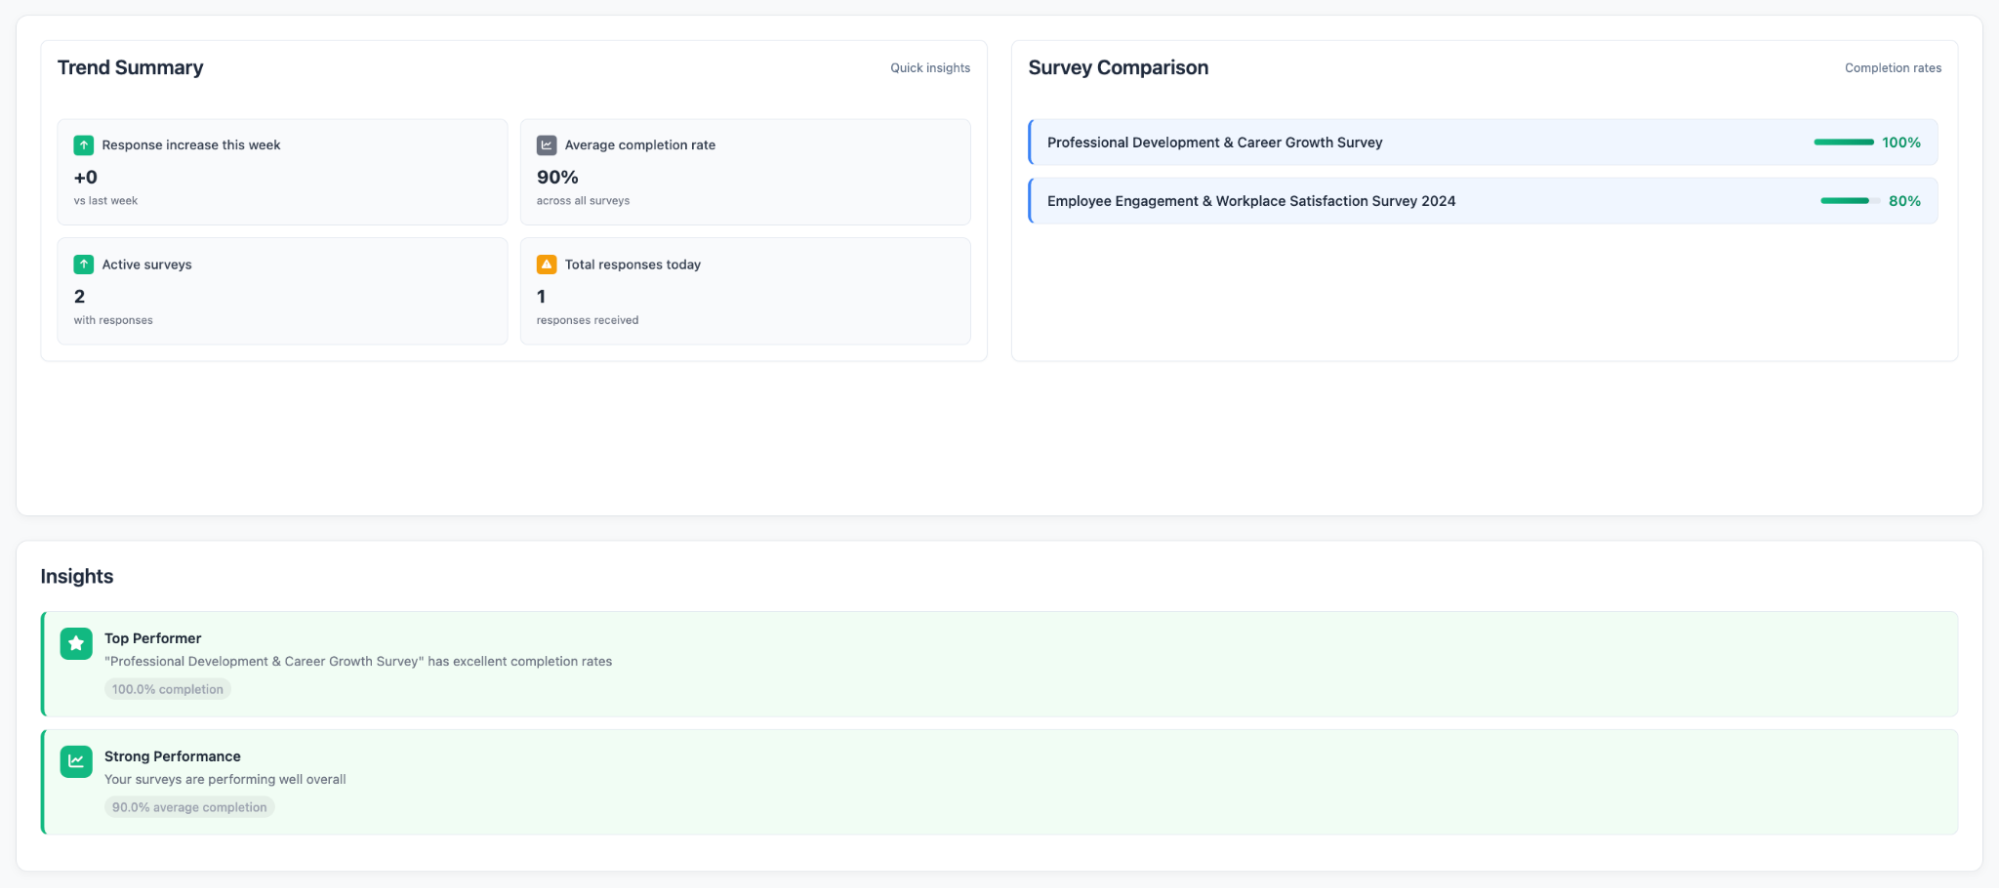 Trend Summary
Quick insights
Response increase this week
+0
vs last week
Average completion rate
90%
across all surveys
Active surveys
2
with responses
Total responses today
1
responses received
Survey Comparison
Completion rates
Professional Development & Career Growth Survey
100%
Employee Engagement & Workplace Satisfaction Survey 2024
80%
Insights
Top Performer
"Professional Development & Career Growth Survey" has excellent completion rates
100.0% completion
Strong Performance
Your surveys are performing well overall
90.0% average completion